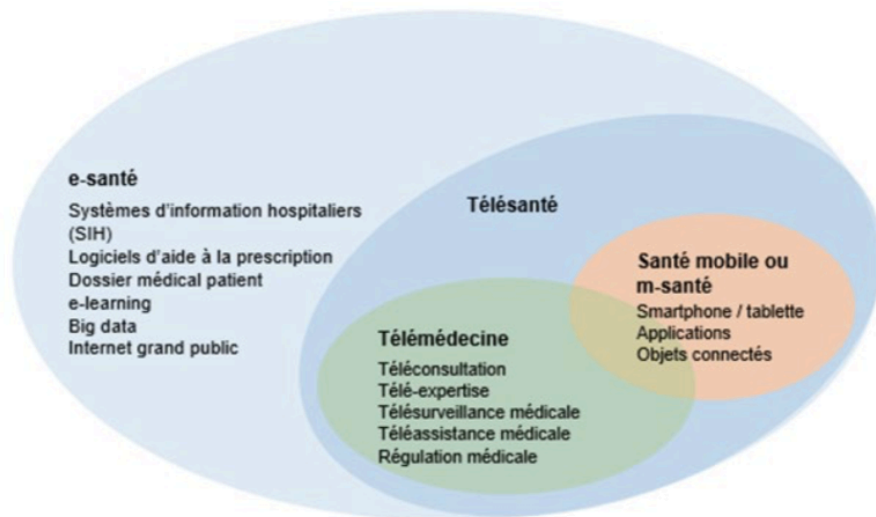 e-santé
Systèmes d'information hospitaliers
(SIH)
Logiciels d'aide à la prescription
Dossier médical patient
e-learning
Big data
Internet grand public
Télésanté
Santé mobile ou
m-santé
Smartphone / tablette
Applications
Objets connectés
Télémédecine
Téléconsultation
Télé-expertise
Télésurveillance médicale
Téléassistance médicale
Régulation médicale